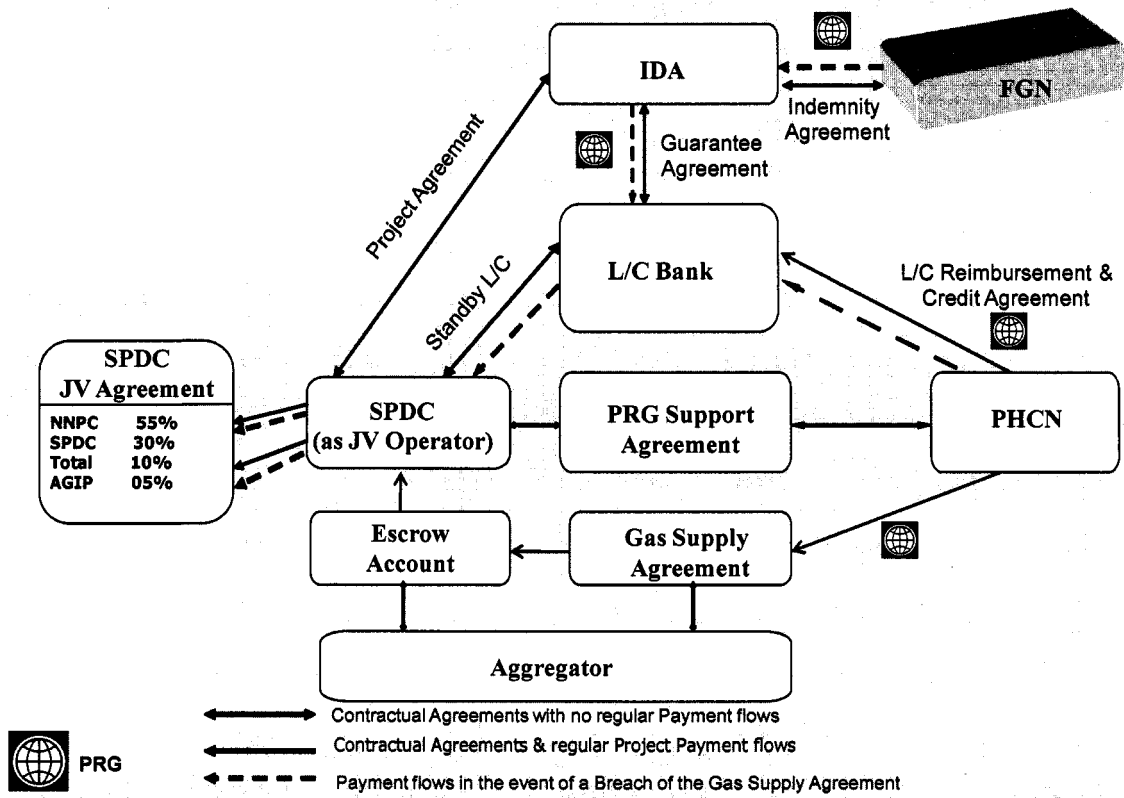 IDA
FGN
Indemnity
Agreement
Guarantee
Agreement
Project Agreement
L/C Bank
Standby L/C
L/C Reimbursement &
Credit Agreement
SPDC
JV Agreement
NNPC 55%
SPDC 30%
Total 10%
AGIP 05%
SPDC
(as JV Operator)
PRG Support
Agreement
PHCN
Escrow
Account
Gas Supply
Agreement
Aggregator
Contractual Agreements with no regular Payment flows
Contractual Agreements & regular Project Payment flows
PRG
Payment flows in the event of a Breach of the Gas Supply Agreement